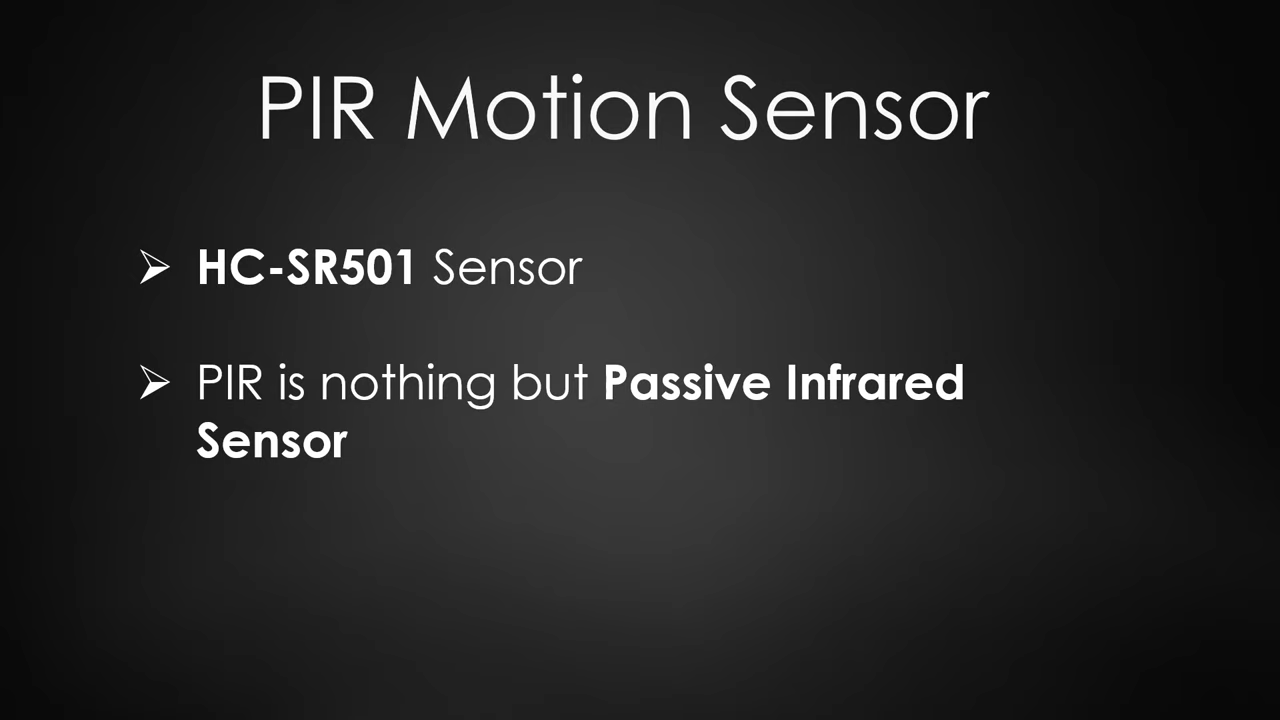 PIR Motion Sensor
➢ HC-SR501 Sensor
➢ PIR is nothing but Passive Infrared
Sensor